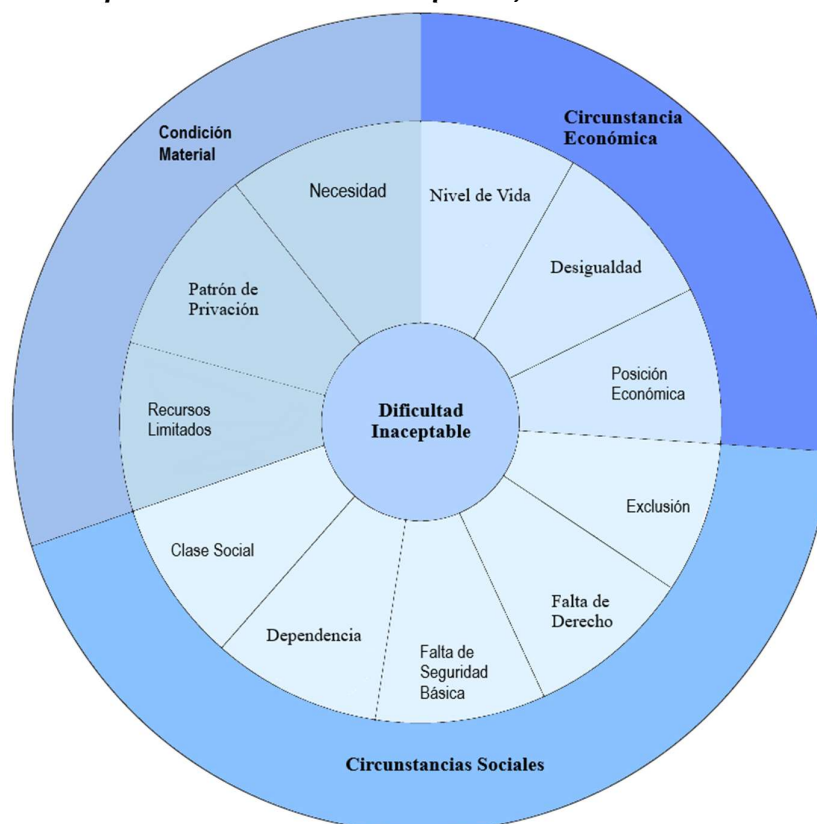 Condición
Material
Circunstancia
Económica
Necesidad
Nivel de Vida
Desigualdad
Patrón de
Privación
Posición
Económica
Recursos
Limitados
Dificultad
Inaceptable
Exclusión
Clase Social
Falta de
Derecho
Dependencia
Falta de
Seguridad
Básica
Circunstancias Sociales